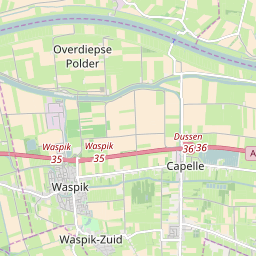 Overdiepse
Polder
Waspik
35
Waspik
35
Dussen
36
36
A
Capelle
Waspik
Waspik-Zuid